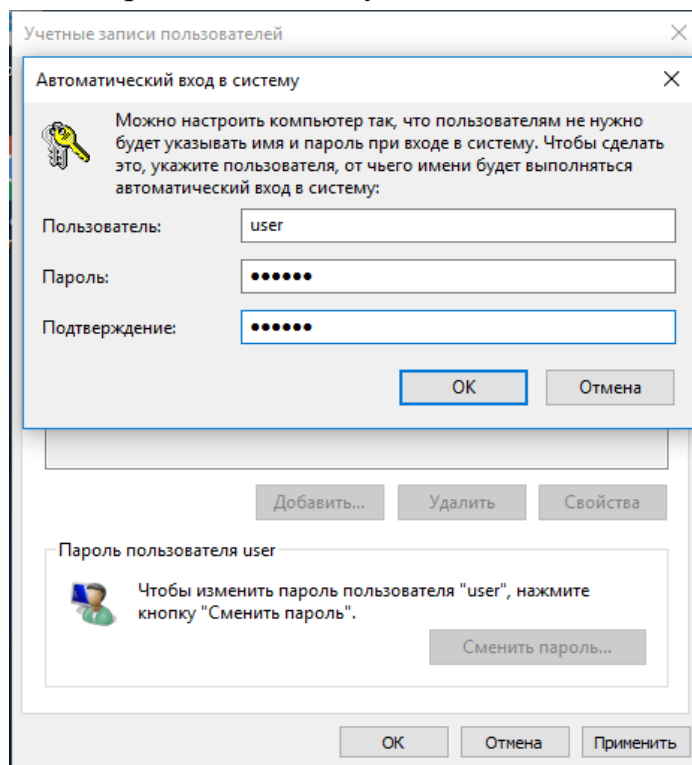 Учетные записи пользователей
Автоматический вход в систему
Можно настроить компьютер так, что пользователям не нужно
будет указывать имя и пароль при входе в систему. Чтобы сделать
это, укажите пользователя, от чьего имени будет выполняться
автоматический вход в систему:
Пользователь:
user
Пароль:
••••••
Подтверждение:
••••••
ОК
Отмена
Добавить...
Удалить
Свойства
Пароль пользователя user
Чтобы изменить пароль пользователя "user", нажмите
кнопку "Сменить пароль".
Сменить пароль...
ОК
Отмена
Применить